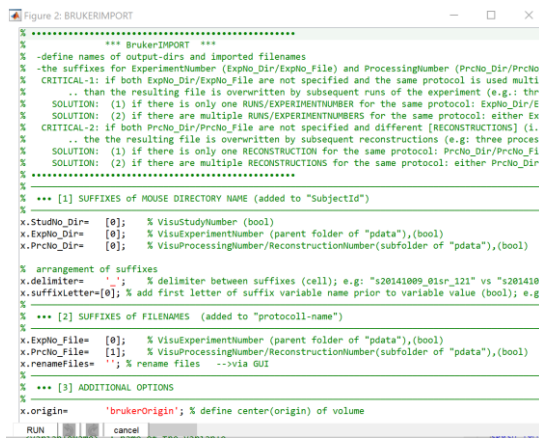 Figure 2: BRUKERIMPORT
% •••••••••••••••••••••••••••••••••••••••••••••••••
% *** BrukerIMPORT ***
% -define names of output-dirs and imported filenames
% -the suffixes for ExperimentNumber (ExpNo_Dir/ExpNo_File) and ProcessingNumber (PrcNo_Dir/PrcNo
% CRITICAL-1: if both ExpNo_Dir/ExpNo_File are not specified and the same protocol is used multi
% .. than the resulting file is overwritten by subsequent runs of the experiment (e.g.: thr
% SOLUTION: (1) if there is only one RUNS/EXPERIMENTNUMBER for the same protocol: ExpNo_Dir/E
% SOLUTION: (2) if there are multiple RUNS/EXPERIMENTNUMBERS for the same protocol: either Ex
% CRITICAL-2: if both PrcNo_Dir/PrcNo_File are not specified and different [RECONSTRUCTIONS] (i.
% .. the the resulting file is overwritten by subsequent reconstructions (e.g: three proces
% SOLUTION: (1) if there is only one RECONSTRUCTION for the same protocol: PrcNo_Dir/PrcNo_Fi
% SOLUTION: (2) if there are multiple RECONSTRUCTIONS for the same protocol: either PrcNo_Dir
% •••••••••••••••••••••••••••••••••••••••••••••••••
%
% ••• [1] SUFFIXES of MOUSE DIRECTORY NAME (added to "SubjectId")
%
x.StudNo_Dir= [0]; % VisuStudyNumber (bool)
x.ExpNo_Dir= [0]; % VisuExperimentNumber (parent folder of "pdata"),(bool)
x.PrcNo_Dir= [0]; % VisuProcessingNumber/ReconstructionNumber(subfolder of "pdata"),(bool)
% arrangement of suffixes
x.delimiter= '_'; % delimiter between suffixes (cell); e.g: "s20141009_01sr_121" vs "s201410
x.suffixLetter=[0]; % add first letter of suffix variable name prior to variable value (bool); e.g
%
% ••• [2] SUFFIXES of FILENAMES (added to "protocoll-name")
%
x.ExpNo_File= [0]; % VisuExperimentNumber (parent folder of "pdata"),(bool)
x.PrcNo_File= [1]; % VisuProcessingNumber/ReconstructionNumber(subfolder of "pdata"),(bool)
x.renameFiles= ''; % rename files -->via GUI
%
% ••• [3] ADDITIONAL OPTIONS
%
x.origin= 'brukerOrigin'; % define center(origin) of volume
RUN cancel